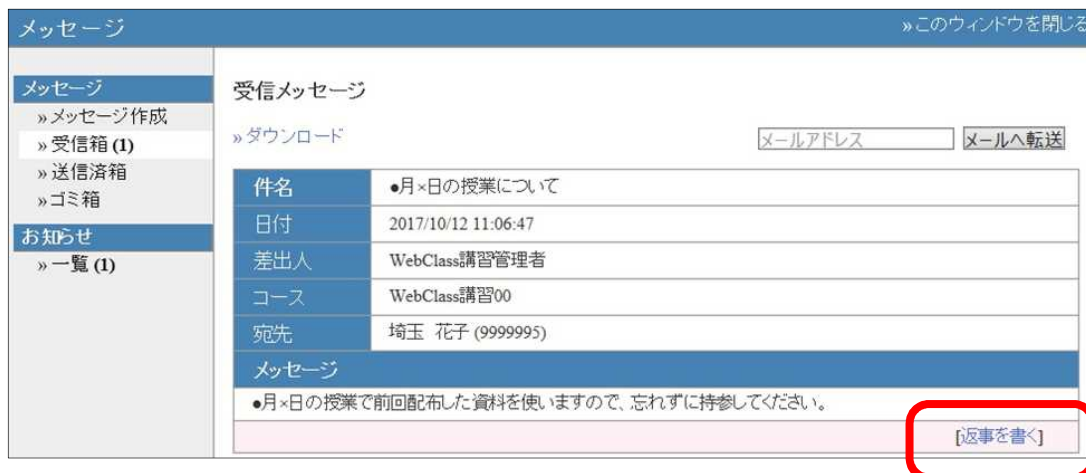 メッセージ
»このウィンドウを閉じる
メッセージ
»メッセージ作成
»受信箱 (1)
»送信済箱
»ゴミ箱
お知らせ
»一覧 (1)
受信メッセージ
»ダウンロード
メールアドレス メールへ転送
件名 ●月×日の授業について
日付 2017/10/12 11:06:47
差出人 WebClass講習管理者
コース WebClass講習00
宛先 埼玉 花子 (9999995)
メッセージ
●月×日の授業で前回配布した資料を使いますので、忘れずに持参してください。
[返事を書く]